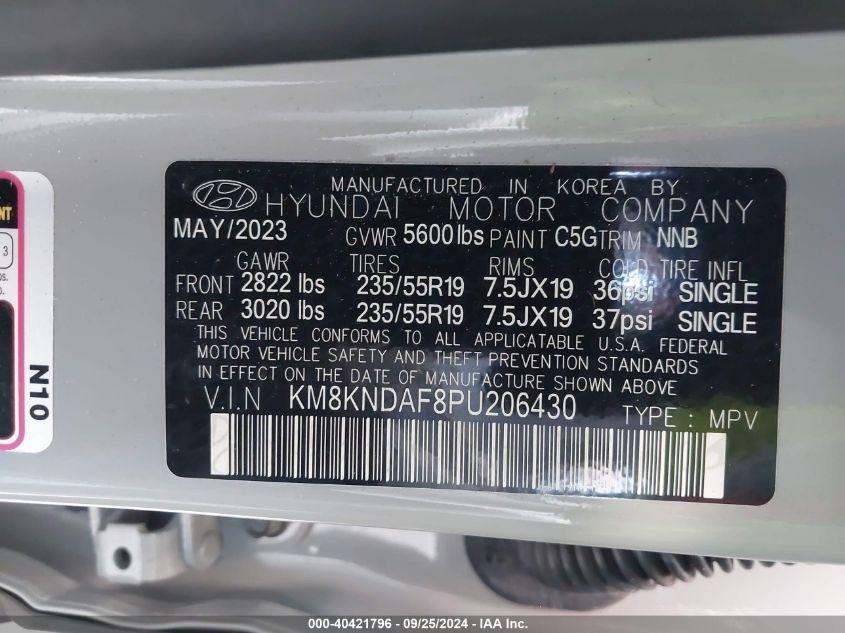 MANUFACTURED IN KOREA BY
HYUNDAI MOTOR COMPANY
MAY/2023 GVWR 5600lbs PAINT C5G TRIM NNB
GAWR TIRES RIMS COLD TIRE INFL
FRONT 2822 lbs 235/55R19 7.5JX19 36psi SINGLE
REAR 3020 lbs 235/55R19 7.5JX19 37psi SINGLE
THIS VEHICLE CONFORMS TO ALL APPLICATABLE U.S.A. FEDERAL
MOTOR VEHICLE SAFETY AND THEFT PREVENTION STANDARDS
IN EFFECT ON THE DATE OF MANUFACTURE SHOWN ABOVE
V.I.N KM8KNDAF8PU206430 TYPE : MPV
N10
3
000-40421796 - 09/25/2024 - IAA Inc.